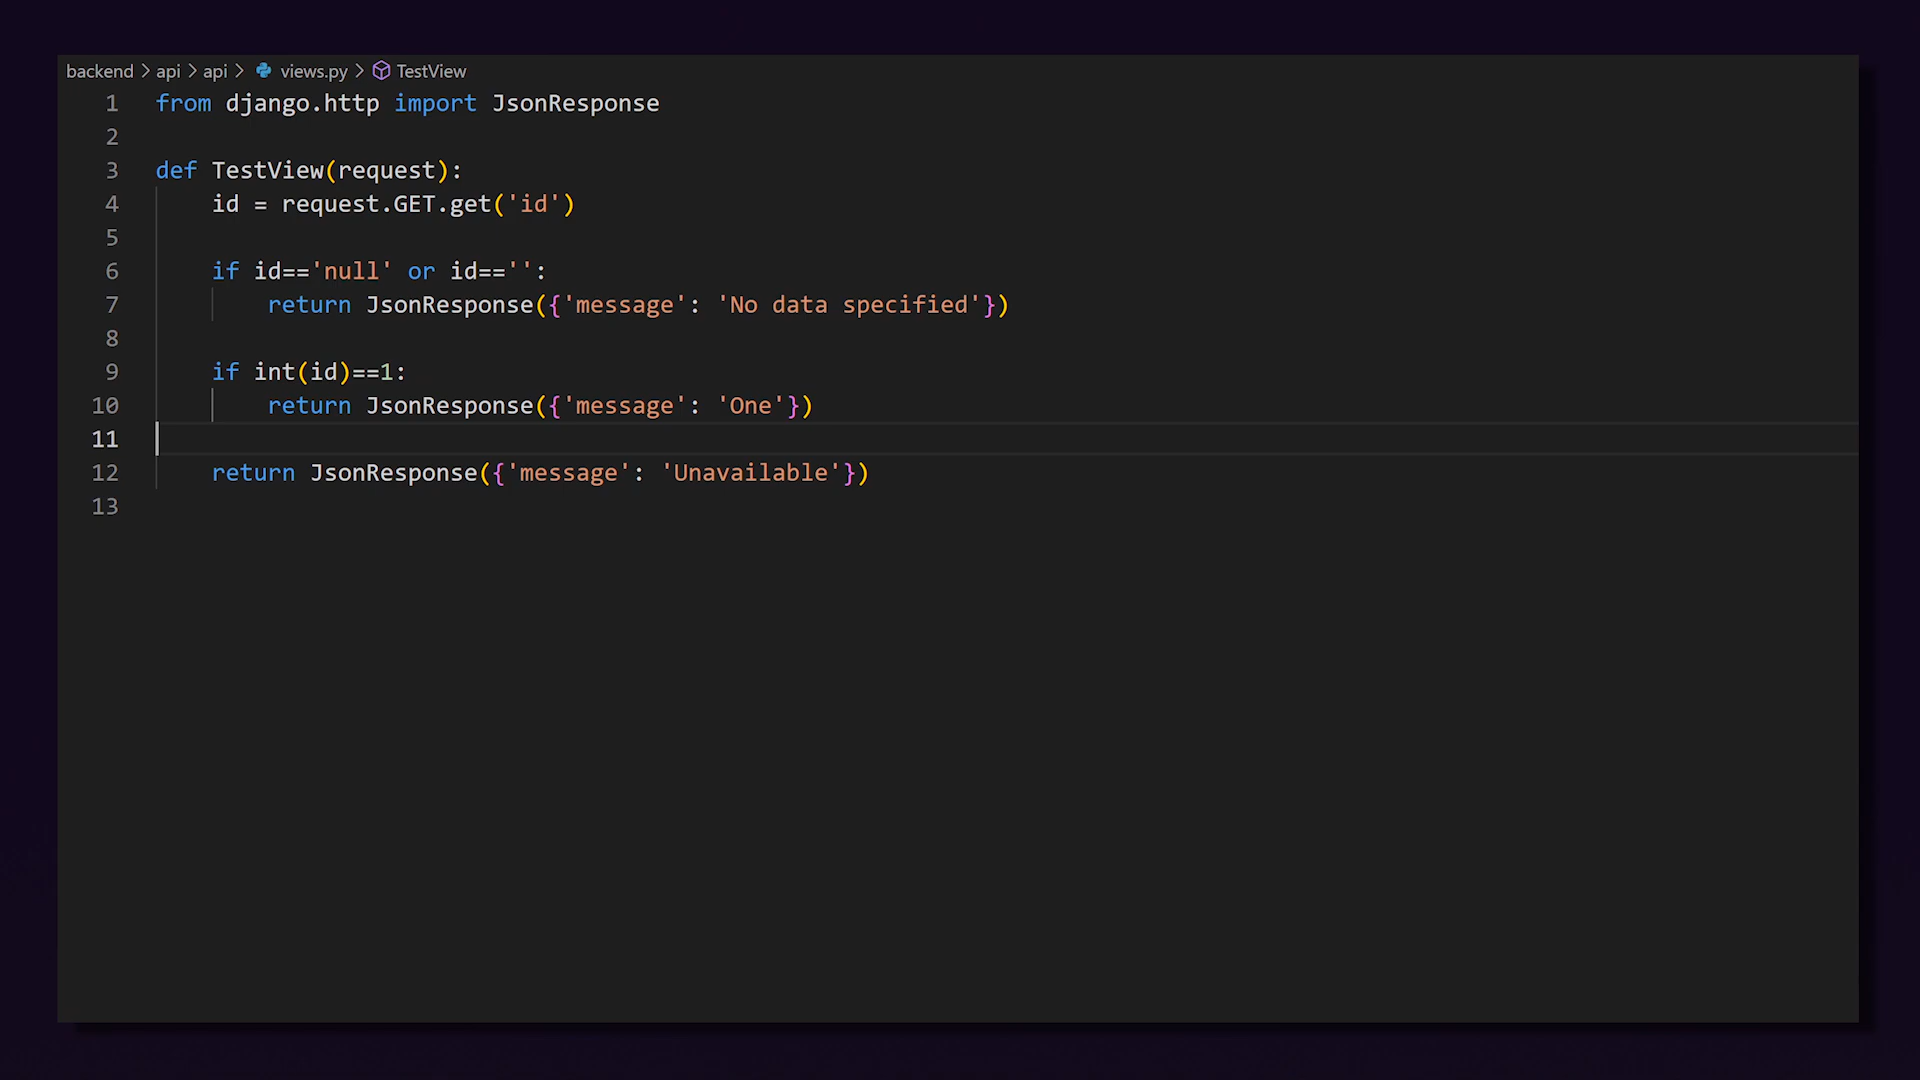 backend > api > api > views.py > TestView
1 from django.http import JsonResponse
2
3 def TestView(request):
4     id = request.GET.get('id')
5
6     if id=='null' or id=='':
7         return JsonResponse({'message': 'No data specified'})
8
9     if int(id)==1:
10         return JsonResponse({'message': 'One'})
11
12     return JsonResponse({'message': 'Unavailable'})
13